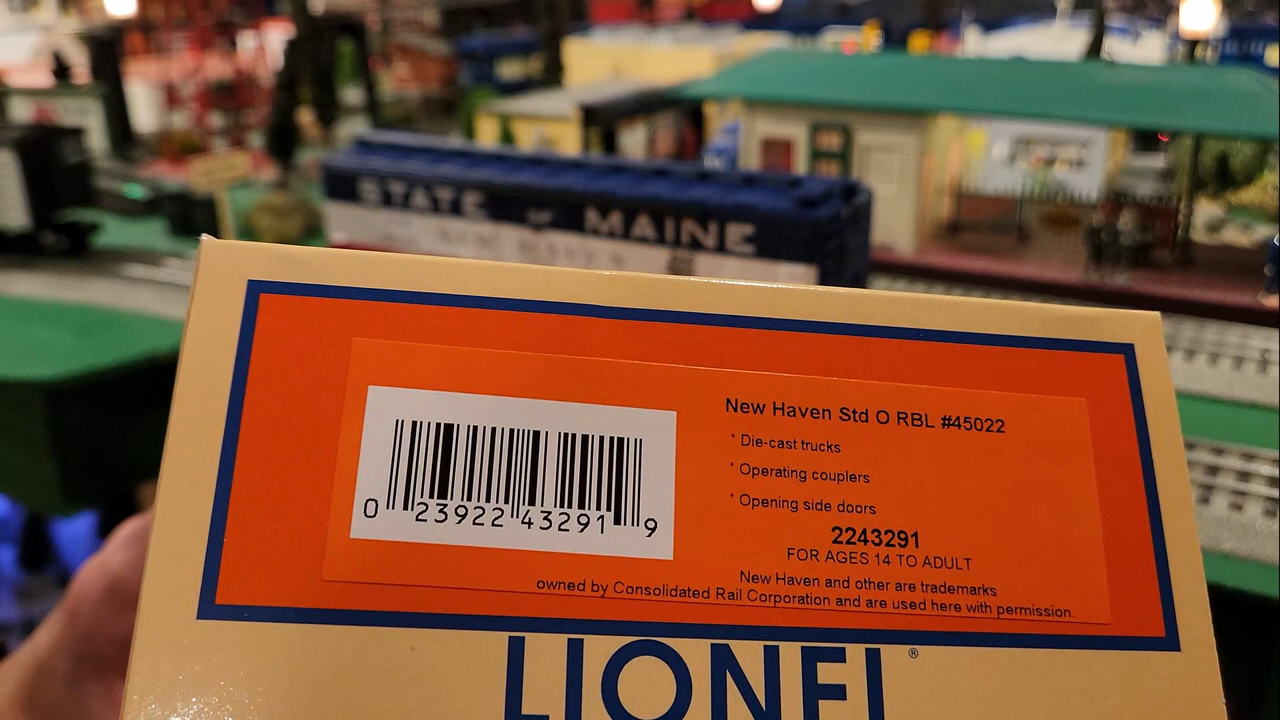 STATE OF MAINE
New Haven Std O RBL #45022
* Die-cast trucks
* Operating couplers
* Opening side doors
2243291
FOR AGES 14 TO ADULT
New Haven and other are trademarks
owned by Consolidated Rail Corporation and are used here with permission.
0 23922 43291 9
LIONEL ®